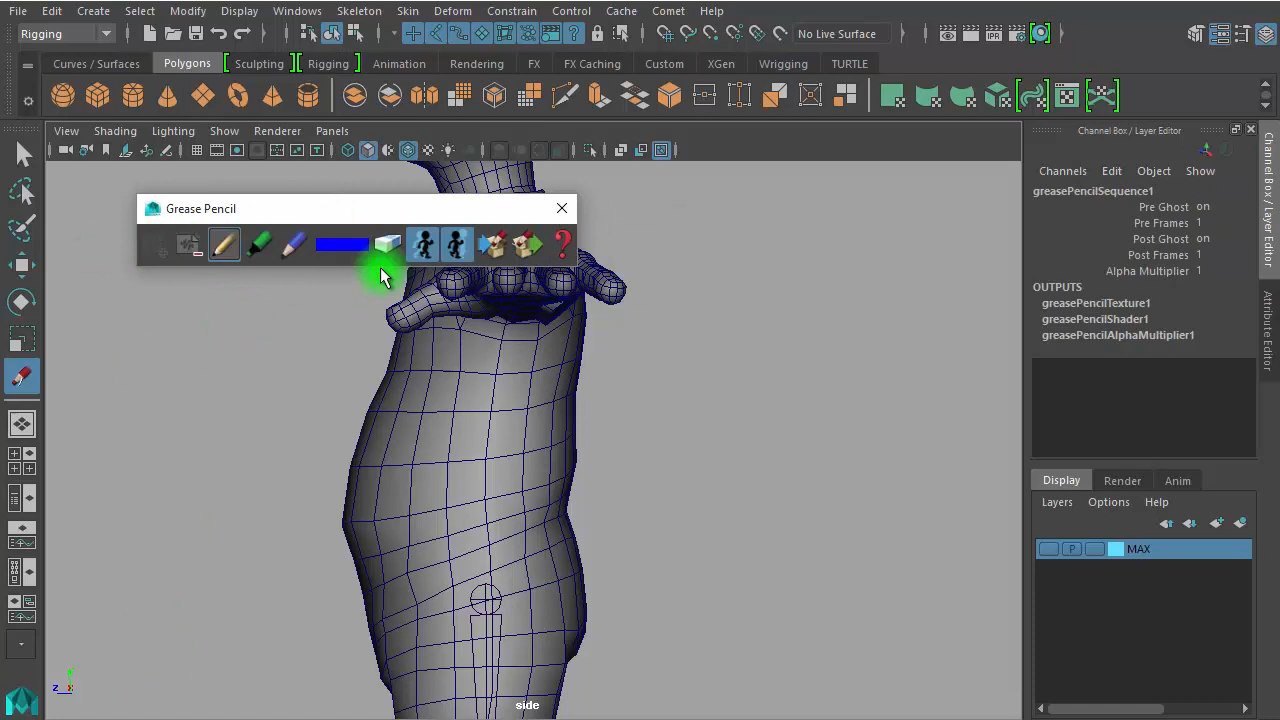 File Edit Create Select Modify Display Windows Skeleton Skin Deform Constrain Control Cache Comet Help
Rigging
No Live Surface
Curves / Surfaces Polygons Sculpting Rigging Animation Rendering FX FX Caching Custom XGen Wrigging TURTLE
View Shading Lighting Show Renderer Panels
Channel Box / Layer Editor
Channels Edit Object Show
greasePencilSequence1
Pre Ghost on
Pre Frames 1
Post Ghost on
Post Frames 1
Alpha Multiplier 1
OUTPUTS
greasePencilTexture1
greasePencilShader1
greasePencilAlphaMultiplier1
Grease Pencil
Channel Box / Layer Editor
Attribute Editor
Display Render Anim
Layers Options Help
P MAX
z x
side